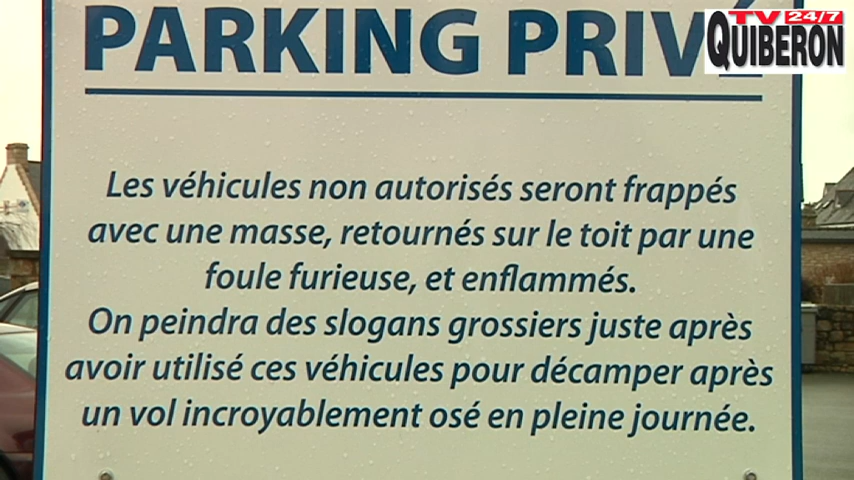 PARKING PRIVÉ
TV 24/7
QUIBERON
Les véhicules non autorisés seront frappés
avec une masse, retournés sur le toit par une
foule furieuse, et enflammés.
On peindra des slogans grossiers juste après
avoir utilisé ces véhicules pour décamper après
un vol incroyablement osé en pleine journée.